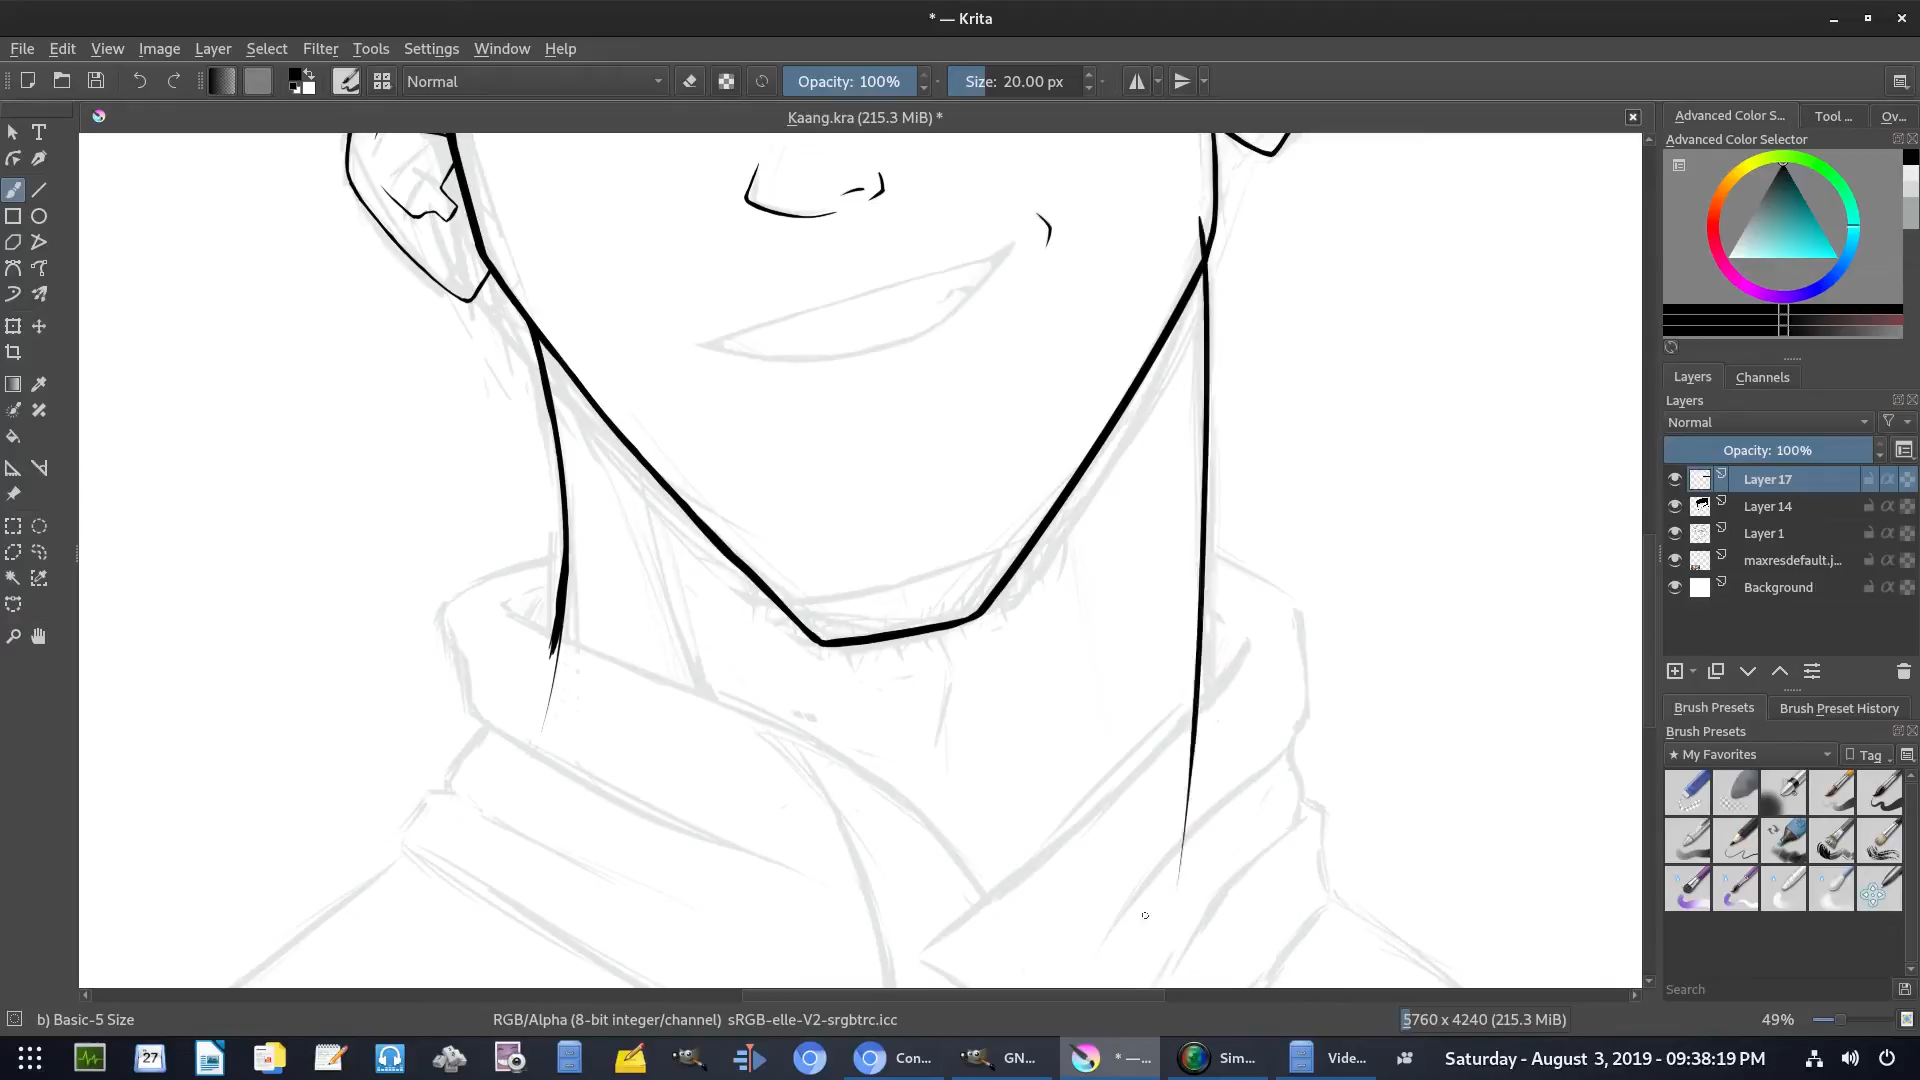 * — Krita
File Edit View Image Layer Select Filter Tools Settings Window Help
Normal Opacity: 100% Size: 20.00 px
Kaang.kra (215.3 MiB) *
Advanced Color S... Tool ... Ov...
Advanced Color Selector
Layers Channels
Layers
Normal
Opacity: 100%
Layer 17
Layer 14
Layer 1
maxresdefault.j...
Background
Brush Presets Brush Preset History
Brush Presets
★ My Favorites Tag
Search
b) Basic-5 Size RGB/Alpha (8-bit integer/channel) sRGB-elle-V2-srgbtrc.icc 5760 x 4240 (215.3 MiB) 49%
27 Con... GN... * —... Sim... Vide... Saturday - August 3, 2019 - 09:38:19 PM